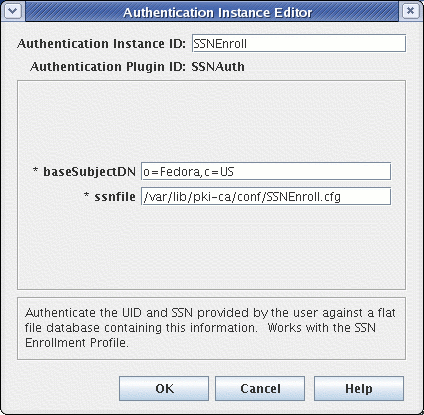 Authentication Instance Editor
Authentication Instance ID: SSNEnroll
Authentication Plugin ID: SSNAuth
* baseSubjectDN o=Fedora,c=US
* ssnfile /var/lib/pki-ca/conf/SSNEnroll.cfg
Authenticate the UID and SSN provided by the user against a flat
file database containing this information. Works with the SSN
Enrollment Profile.
OK Cancel Help